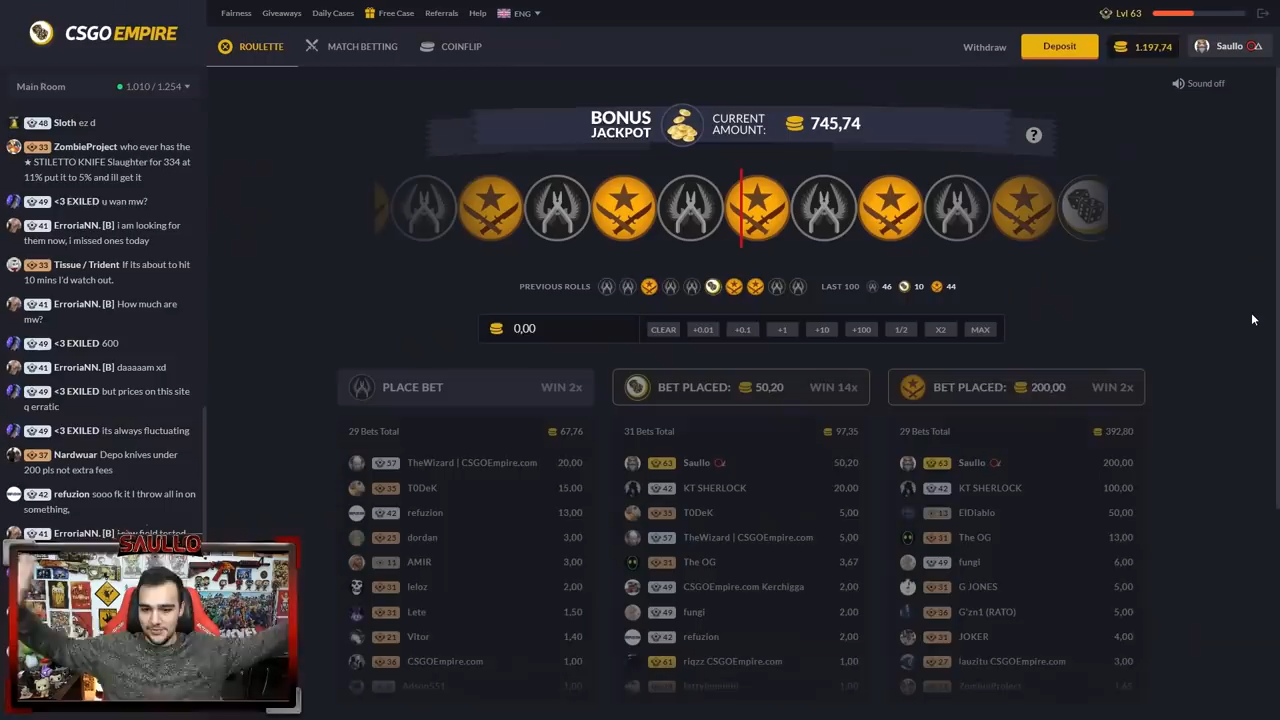 CSGOEMPIRE
Fairness Giveaways Daily Cases Free Case Referrals Help ENG
Lvl 63
ROULETTE MATCH BETTING COINFLIP
Withdraw Deposit 1.197,74 Saullo
Main Room 1.010 / 1.254
Sound off
48 Sloth ez d
33 ZombieProject who ever has the
★ STILETTO KNIFE Slaughter for 334 at
11% put it to 5% and ill get it
49 <3 EXILED u wan mw?
41 ErroriaNN. [B] i am looking for
them now, i missed ones today
33 Tissue / Trident If its about to hit
10 mins I'd watch out.
41 ErroriaNN. [B] How much are
mw?
49 <3 EXILED 600
41 ErroriaNN. [B] daaaaam xd
49 <3 EXILED but prices on this site
q erratic
49 <3 EXILED its always fluctuating
37 Nardwuar Depo knives under
200 pls not extra fees
42 refuzion sooo fk it I throw all in on
something,
41 ErroriaNN. [B]
SAULLO
BONUS
JACKPOT
CURRENT
AMOUNT:
745,74
?
PREVIOUS ROLLS LAST 100 46 10 44
0,00 CLEAR +0.01 +0.1 +1 +10 +100 1/2 X2 MAX
PLACE BET WIN 2x
29 Bets Total 67,76
57 TheWizard | CSGOEmpire.com 20,00
35 T0DeK 15,00
42 refuzion 13,00
23 dordan 3,00
11 AMIR 3,00
31 leloz 2,00
31 Lete 1,50
21 Vitor 1,40
36 CSGOEmpire.com 1,00
Adson551 1,00
BET PLACED: 50,20 WIN 14x
31 Bets Total 97,35
63 Saullo 50,20
42 KT SHERLOCK 20,00
35 T0DeK 5,00
57 TheWizard | CSGOEmpire.com 5,00
31 The OG 3,67
49 CSGOEmpire.com Kerchigga 2,00
49 fungi 2,00
42 refuzion 2,00
61 riqzz CSGOEmpire.com 1,00
1,00
BET PLACED: 200,00 WIN 2x
29 Bets Total 392,80
63 Saullo 200,00
42 KT SHERLOCK 100,00
13 ElDiablo 50,00
31 The OG 13,00
49 fungi 6,00
31 G JONES 5,00
36 G'zn1 (RATO) 5,00
31 JOKER 4,00
27 lauzitu CSGOEmpire.com 3,00
ZombieProject